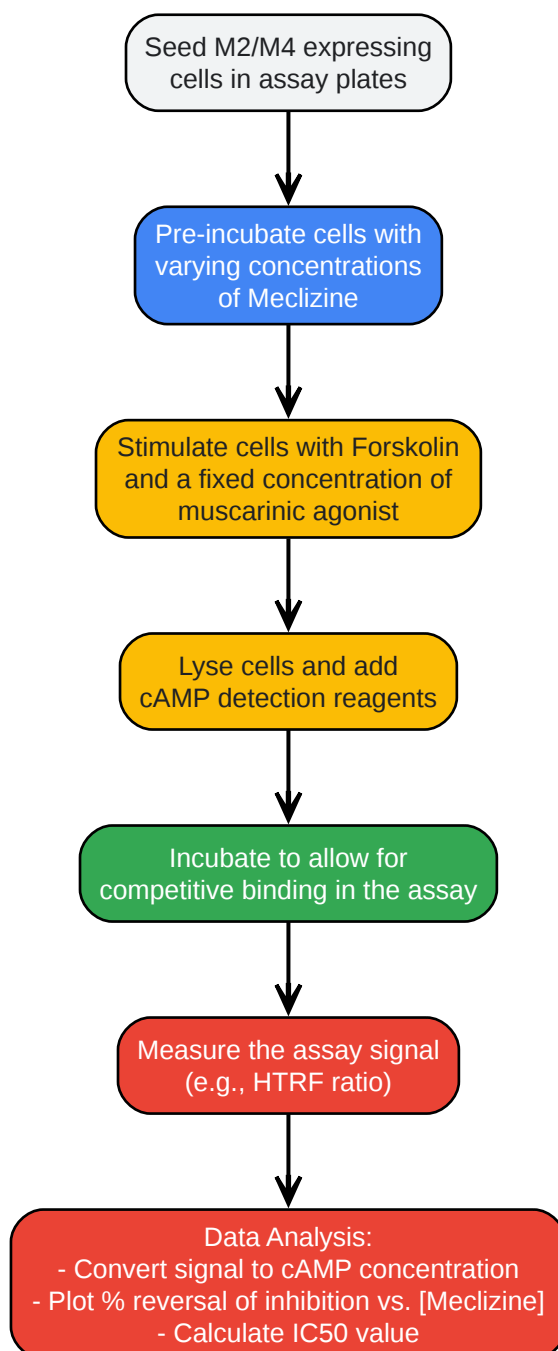 Seed M2/M4 expressing
cells in assay plates
Pre-incubate cells with
varying concentrations
of Meclizine
Stimulate cells with Forskolin
and a fixed concentration of
muscarinic agonist
Lyse cells and add
cAMP detection reagents
Incubate to allow for
competitive binding in the assay
Measure the assay signal
(e.g., HTRF ratio)
Data Analysis:
- Convert signal to cAMP concentration
- Plot % reversal of inhibition vs. [Meclizine]
- Calculate IC50 value